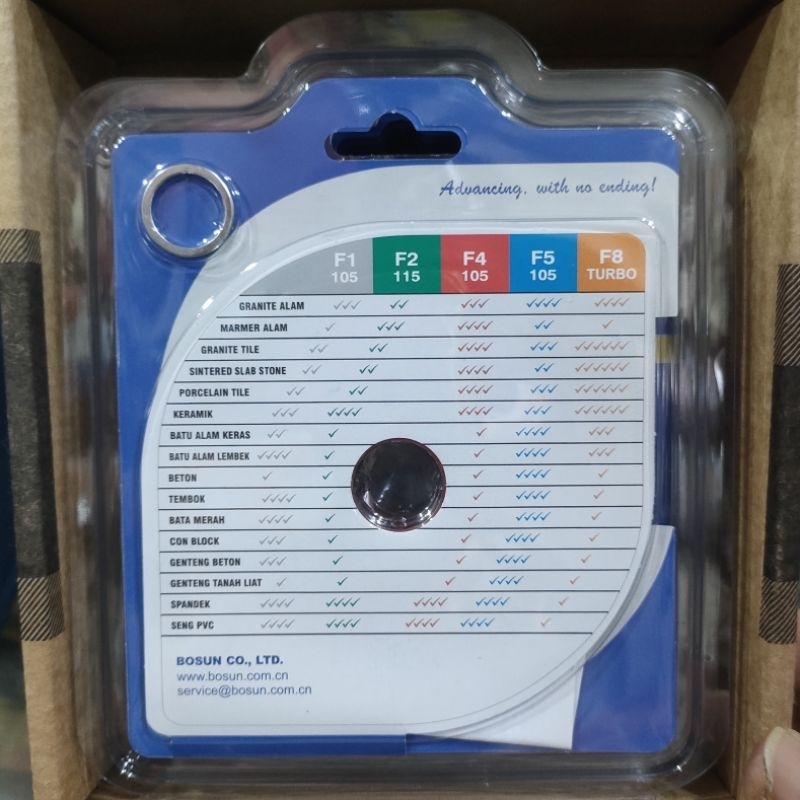 Advancing, with no ending!
F1 F2 F4 F5 F8
105 115 105 105 TURBO
GRANITE ALAM ✓✓✓ ✓✓ ✓✓✓ ✓✓✓✓ ✓✓✓✓
MARMER ALAM ✓ ✓✓✓ ✓✓✓✓ ✓✓ ✓
GRANITE TILE ✓✓ ✓✓ ✓✓✓✓ ✓✓✓ ✓✓✓✓✓✓
SINTERED SLAB STONE ✓✓ ✓✓ ✓✓✓✓ ✓✓ ✓✓✓✓✓✓
PORCELAIN TILE ✓✓ ✓✓ ✓✓✓✓ ✓✓✓ ✓✓✓✓✓✓
KERAMIK ✓✓✓ ✓✓✓✓ ✓✓✓✓ ✓✓✓ ✓✓✓✓✓✓
BATU ALAM KERAS ✓✓ ✓ ✓ ✓✓✓✓ ✓✓✓
BATU ALAM LEMBEK ✓✓✓✓ ✓ ✓ ✓✓✓✓ ✓✓✓
BETON ✓ ✓ ✓ ✓✓✓✓ ✓
TEMBOK ✓✓✓✓ ✓ ✓ ✓✓✓✓ ✓
BATA MERAH ✓✓✓✓ ✓ ✓ ✓✓✓✓ ✓
CON BLOCK ✓✓✓ ✓ ✓ ✓✓✓✓ ✓
GENTENG BETON ✓✓✓ ✓ ✓ ✓✓✓✓ ✓
GENTENG TANAH LIAT ✓ ✓ ✓ ✓✓✓✓ ✓
SPANDEK ✓✓✓✓ ✓✓✓✓ ✓✓✓✓ ✓✓✓✓ ✓
SENG PVC ✓✓✓✓ ✓✓✓✓ ✓✓✓✓ ✓✓✓✓ ✓
BOSUN CO., LTD.
www.bosun.com.cn
service@bosun.com.cn